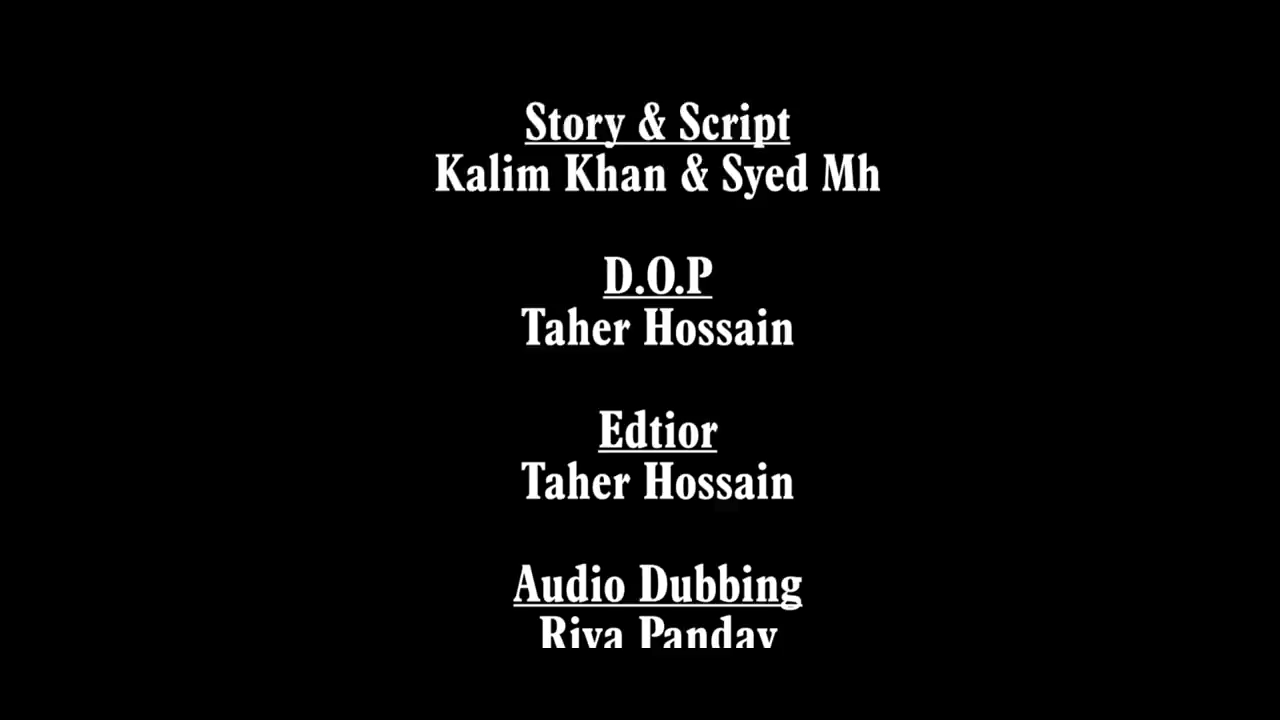 Story & Script
Kalim Khan & Syed Mh
D.O.P
Taher Hossain
Edtior
Taher Hossain
Audio Dubbing
Riya Panday